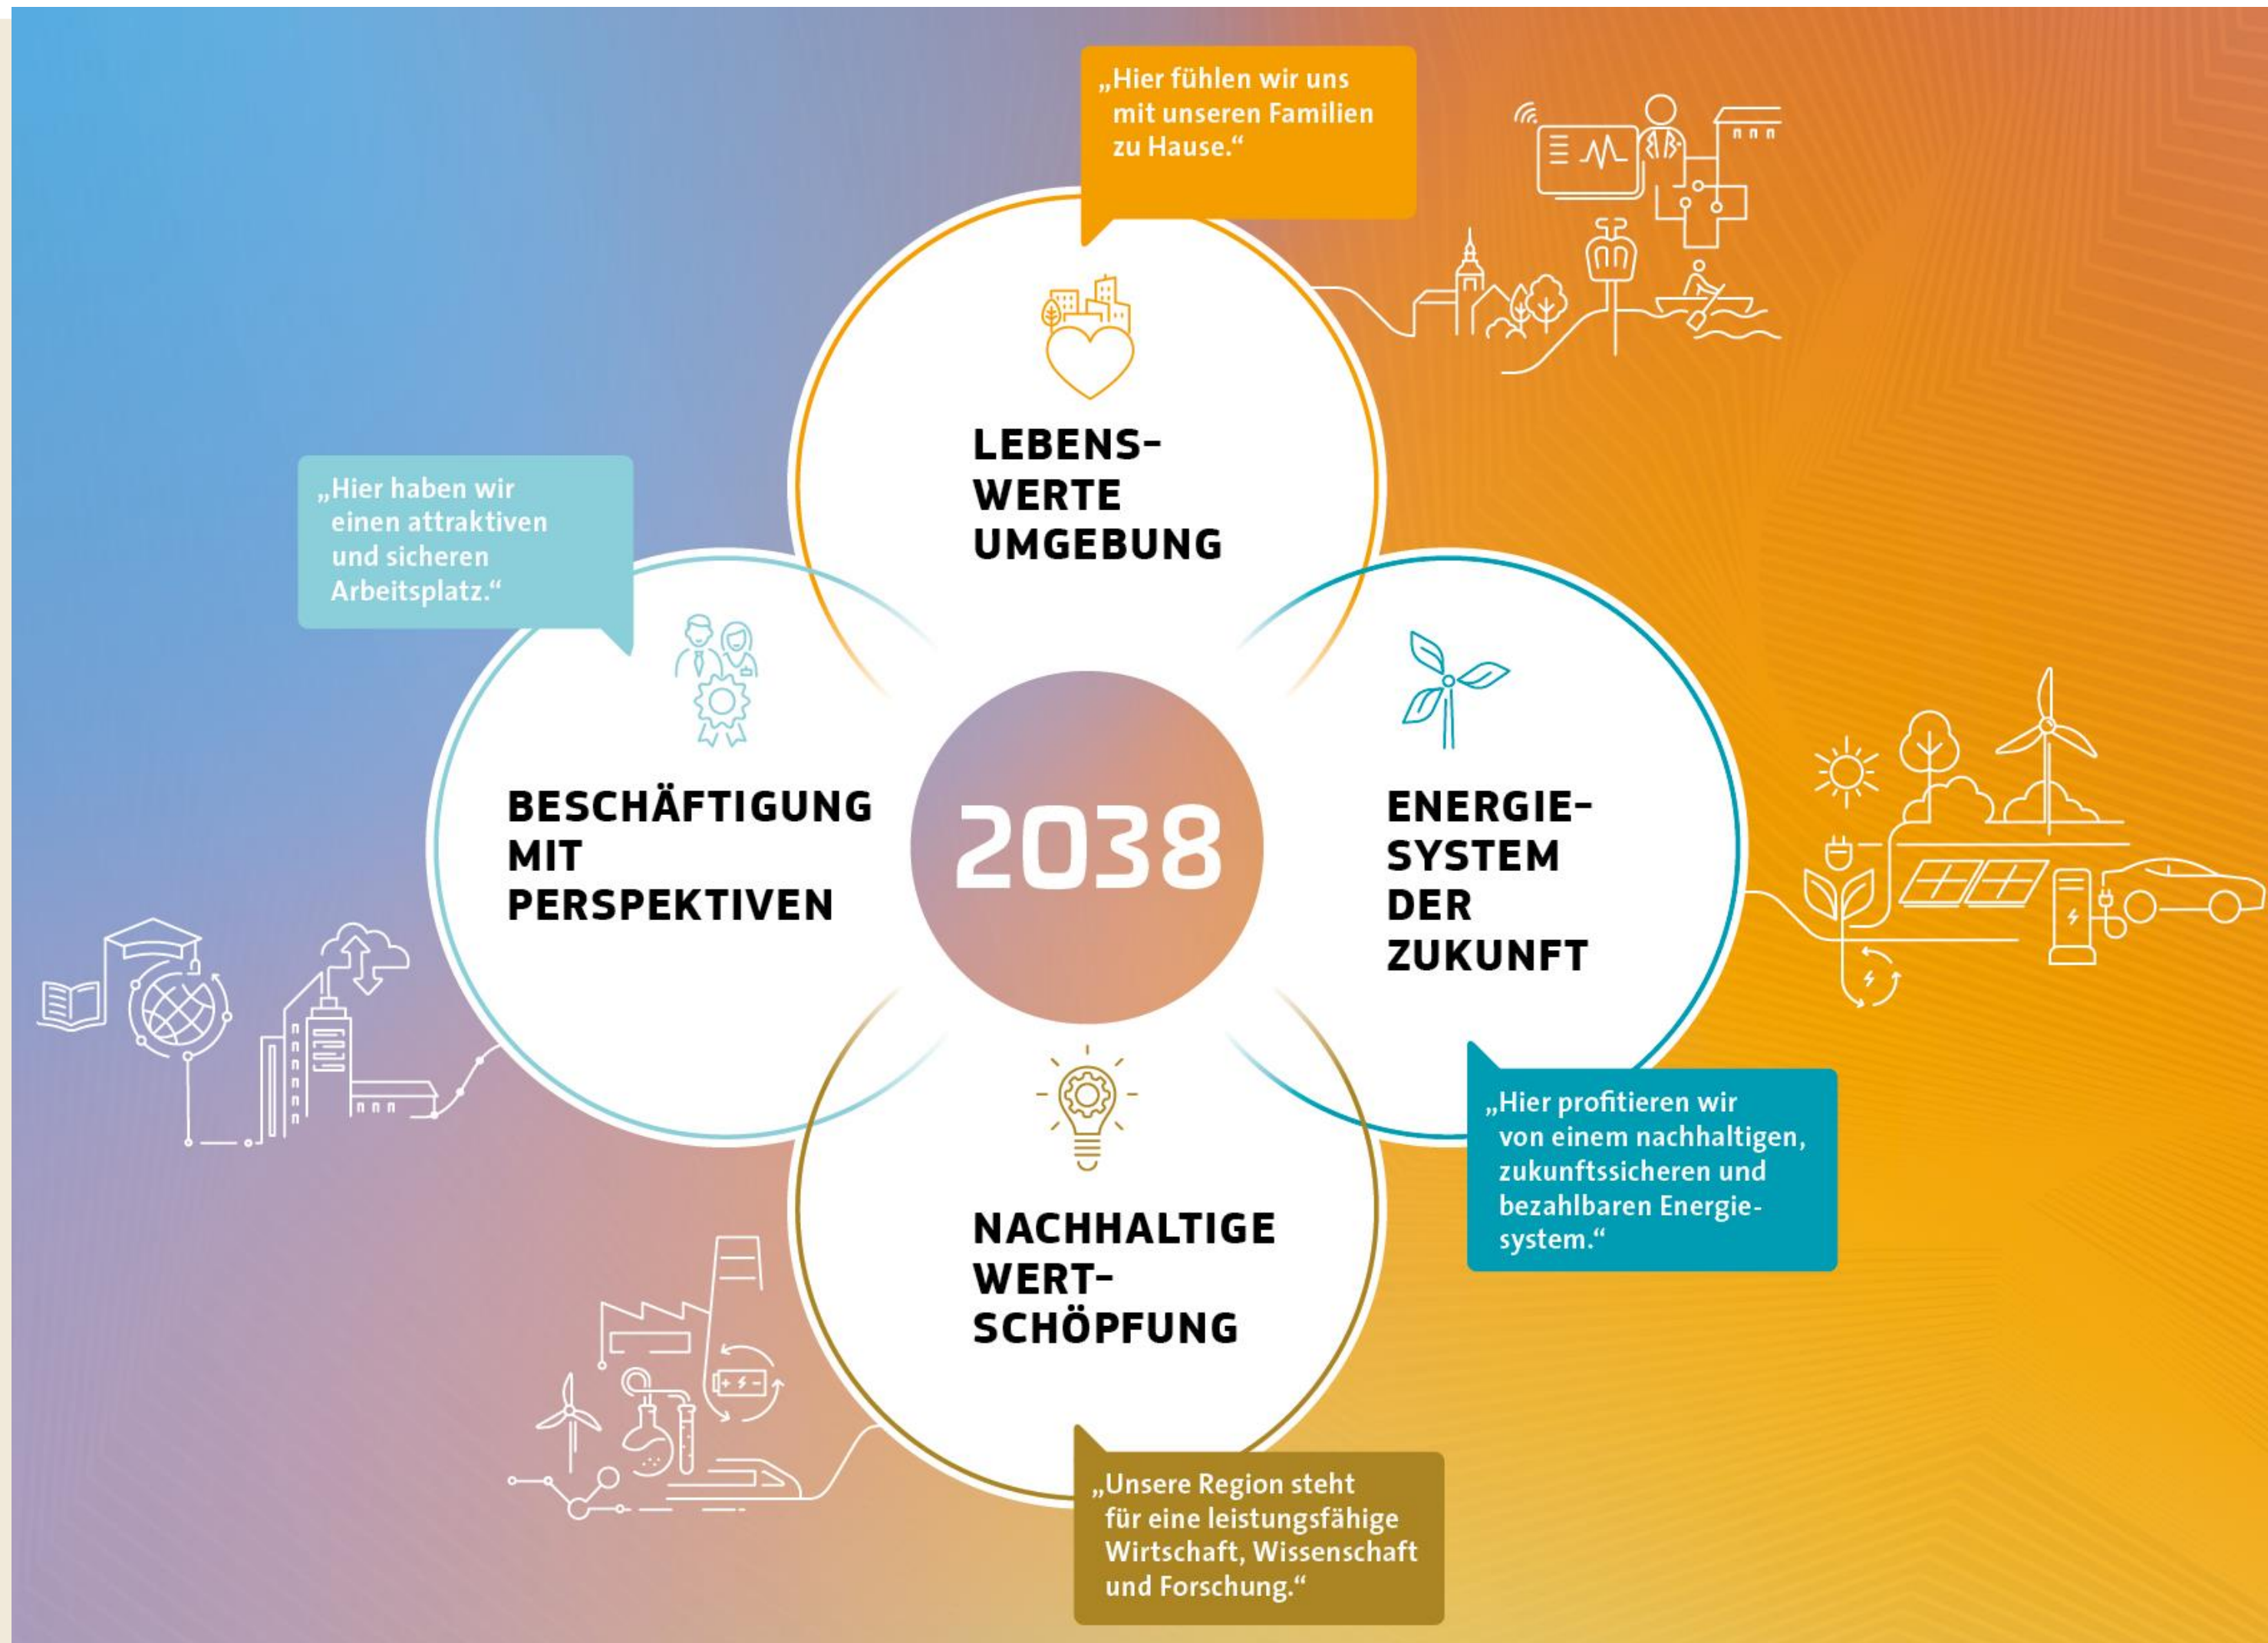 „Hier fühlen wir uns
mit unseren Familien
zu Hause.“
LEBENS-
WERTE
UMGEBUNG
„Hier haben wir
einen attraktiven
und sicheren
Arbeitsplatz.“
BESCHÄFTIGUNG
MIT
PERSPEKTIVEN
2038
ENERGIE-
SYSTEM
DER
ZUKUNFT
„Hier profitieren wir
von einem nachhaltigen,
zukunftssicheren und
bezahlbaren Energie-
system.“
NACHHALTIGE
WERT-
SCHÖPFUNG
„Unsere Region steht
für eine leistungsfähige
Wirtschaft, Wissenschaft
und Forschung.“